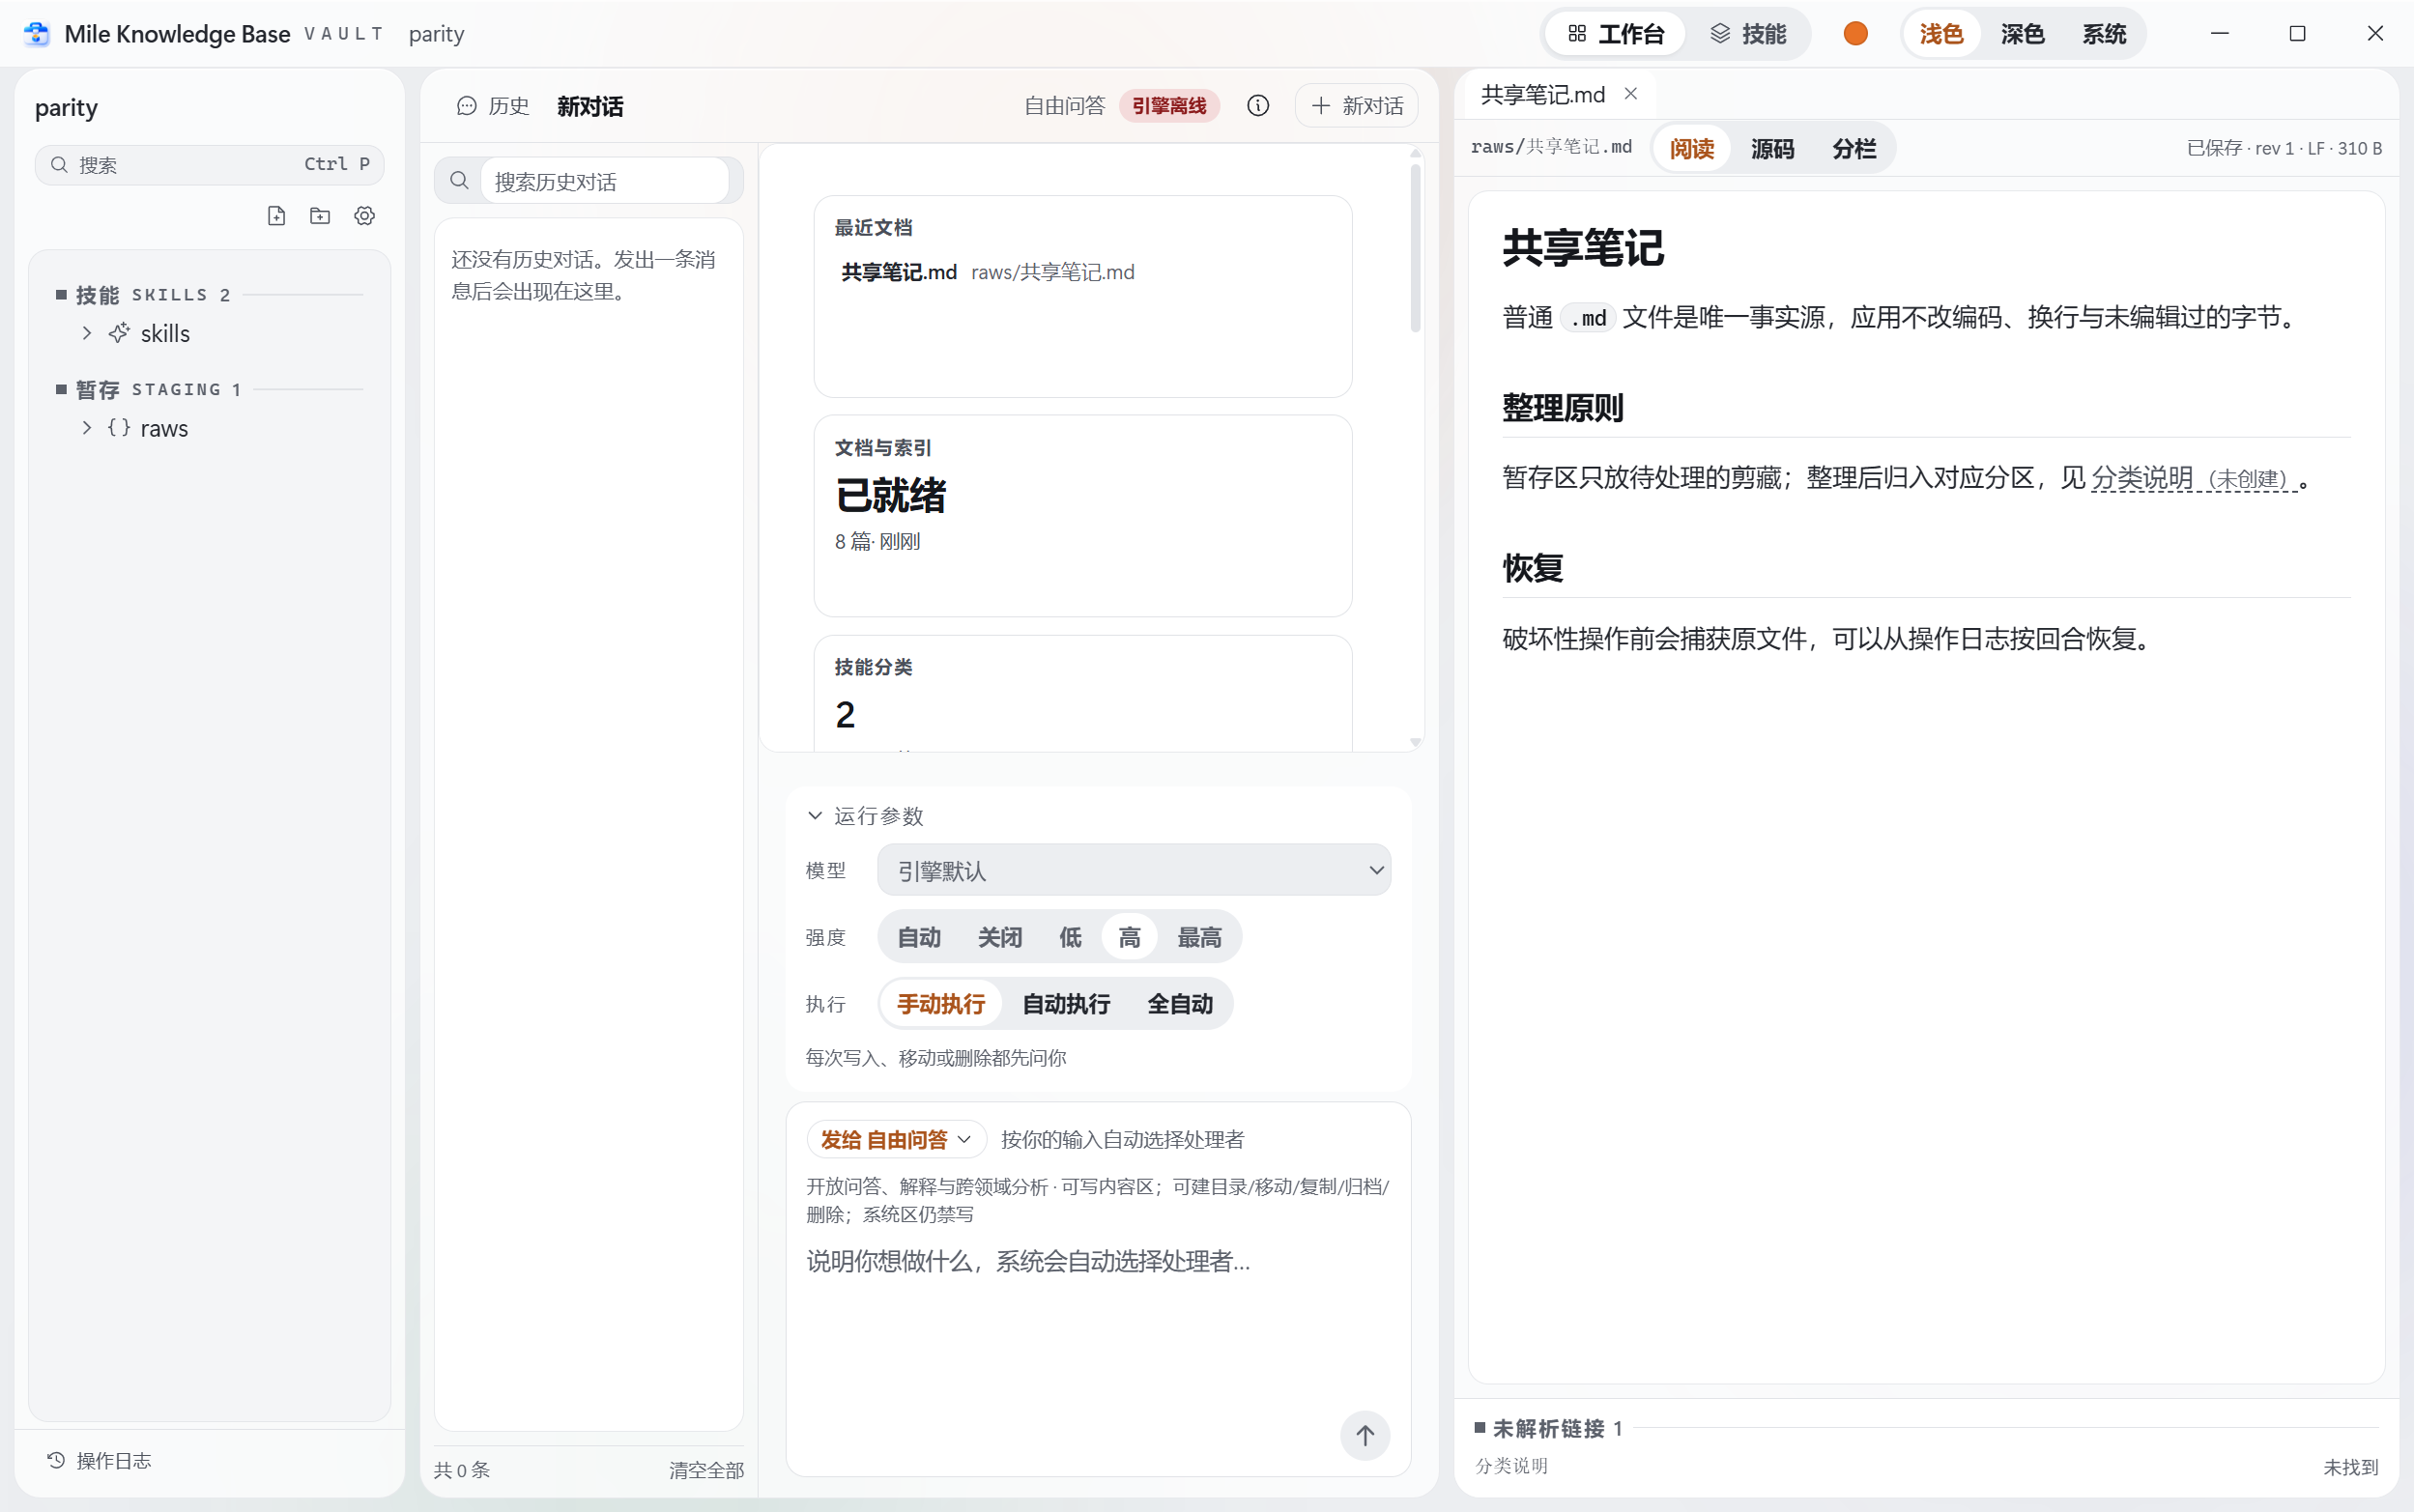 Mile Knowledge Base VAULT parity
工作台 技能 浅色 深色 系统
parity
搜索 Ctrl P
技能 SKILLS 2
skills
暂存 STAGING 1
raws
操作日志
历史 新对话 自由问答 引擎离线 新对话
搜索历史对话
还没有历史对话。发出一条消
息后会出现在这里。
共 0 条 清空全部
最近文档
共享笔记.md raws/共享笔记.md
文档与索引
已就绪
8 篇· 刚刚
技能分类
2
运行参数
模型 引擎默认
强度 自动 关闭 低 高 最高
执行 手动执行 自动执行 全自动
每次写入、移动或删除都先问你
发给 自由问答 按你的输入自动选择处理者
开放问答、解释与跨领域分析 · 可写内容区；可建目录/移动/复制/归档/
删除；系统区仍禁写
说明你想做什么，系统会自动选择处理者...
共享笔记.md
raws/共享笔记.md 阅读 源码 分栏 已保存 · rev 1 · LF · 310 B
共享笔记
普通 .md 文件是唯一事实源，应用不改编码、换行与未编辑过的字节。
整理原则
暂存区只放待处理的剪藏；整理后归入对应分区，见 分类说明（未创建）。
恢复
破坏性操作前会捕获原文件，可以从操作日志按回合恢复。
未解析链接 1
分类说明 未找到